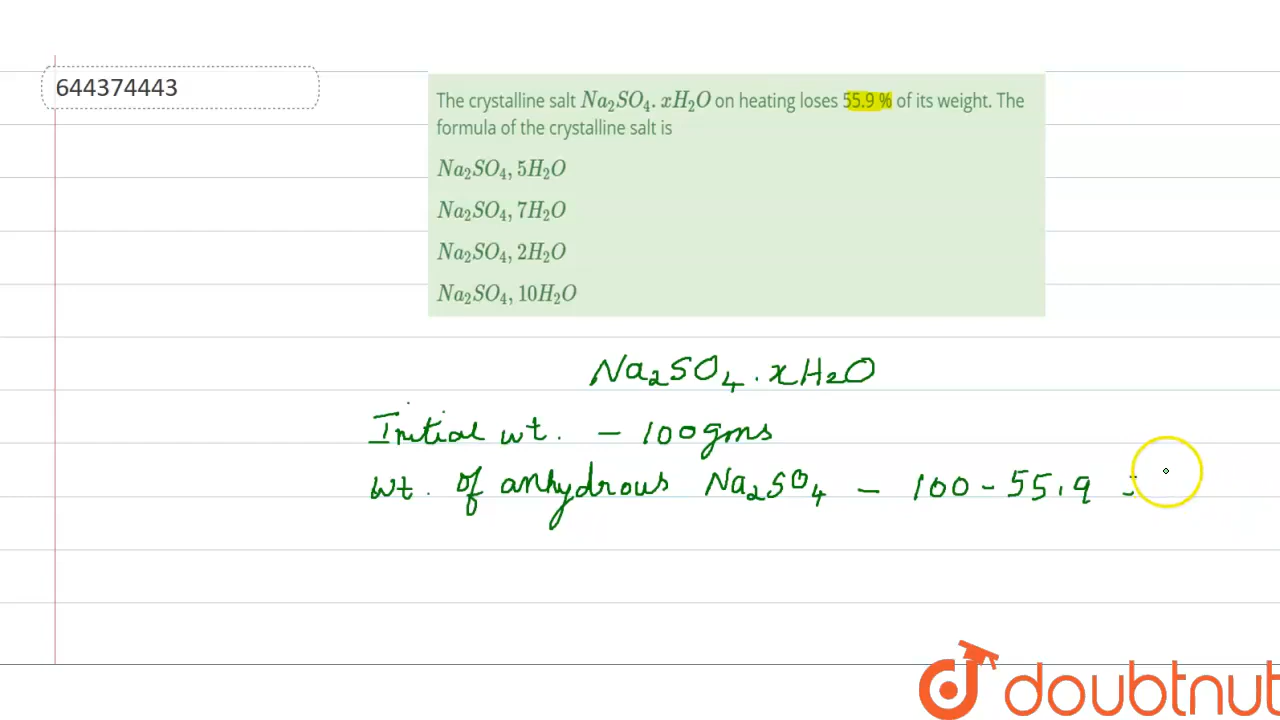 644374443
The crystalline salt Na₂SO₄. xH₂O on heating loses 55.9 % of its weight. The
formula of the crystalline salt is
Na₂SO₄, 5H₂O
Na₂SO₄, 7H₂O
Na₂SO₄, 2H₂O
Na₂SO₄, 10H₂O
Na₂SO₄ . xH₂O
Initial wt. – 100gms
Wt. of anhydrous Na₂SO₄ – 100 - 55.9 =
doubtnut